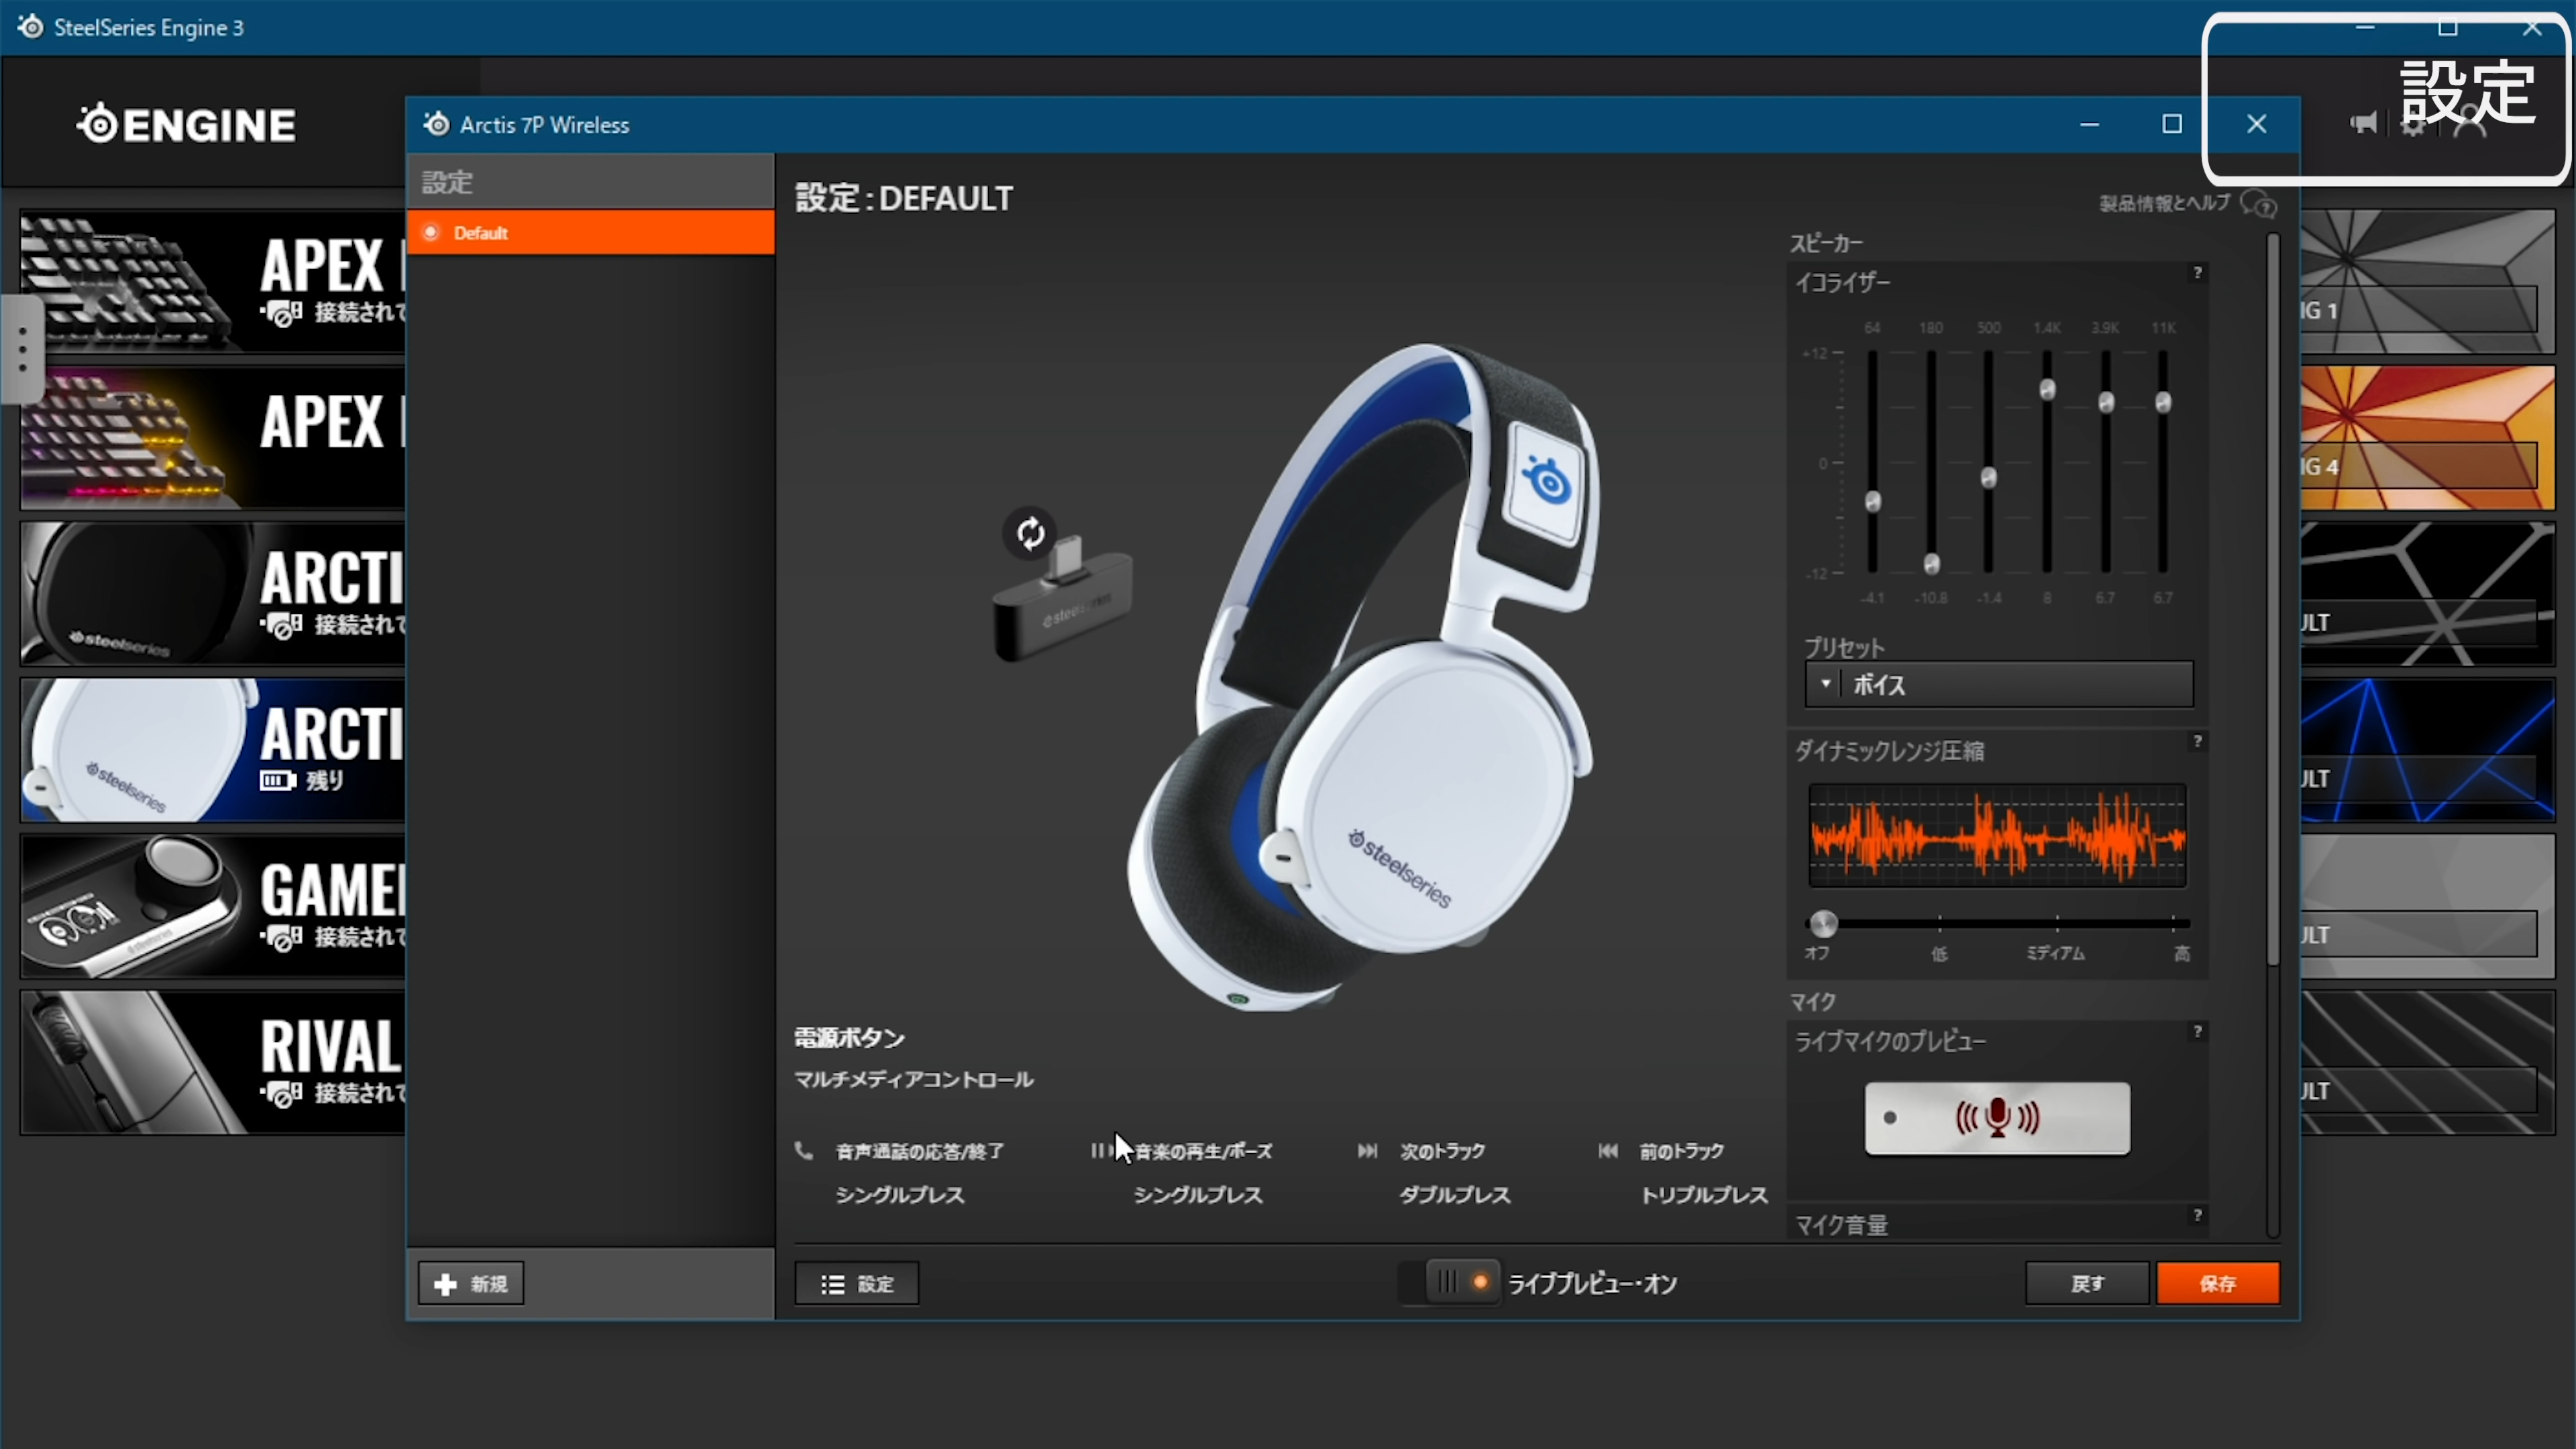 SteelSeries Engine 3
設定
ENGINE
Arctis 7P Wireless
設定
Default
設定 : DEFAULT
製品情報とヘルプ
スピーカー
イコライザー
?
64 180 500 1.4K 3.9K 11K
+12
0
-12
-4.1 -10.8 -1.4 8 6.7 6.7
プリセット
ボイス
ダイナミックレンジ圧縮
?
オフ 低 ミディアム 高
マイク
ライブマイクのプレビュー
?
マイク音量
?
APEX
接続されて
APEX
ARCTI
接続されて
steelseries
ARCTI
残り
steelseries
GAME
接続されて
RIVAL
接続されて
steelseries
steelseries
電源ボタン
マルチメディアコントロール
音声通話の応答/終了 音楽の再生/ポーズ 次のトラック 前のトラック
シングルプレス シングルプレス ダブルプレス トリプルプレス
新規
設定
ライブプレビュー・オン
戻す
保存
IG 1
IG 4
ULT
ULT
ULT
ULT